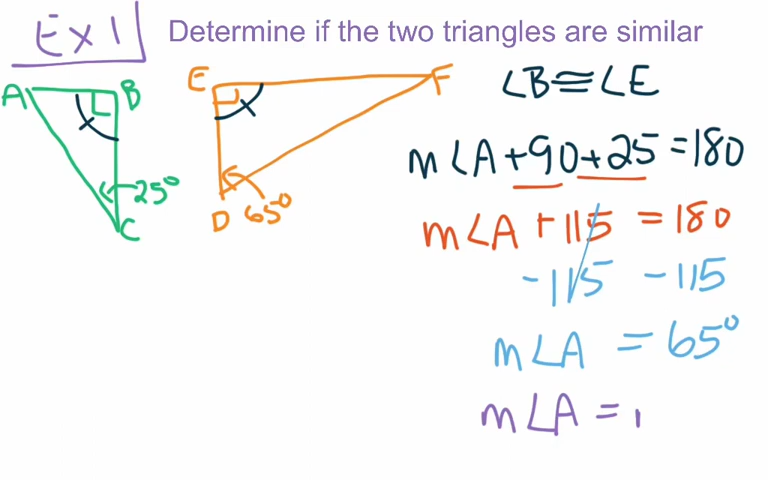 Ex 1
Determine if the two triangles are similar
A B
25°
C
E F
D 65°
∠B≅∠E
m∠A+90+25=180
m∠A+115=180
-115 -115
m∠A=65°
m∠A=